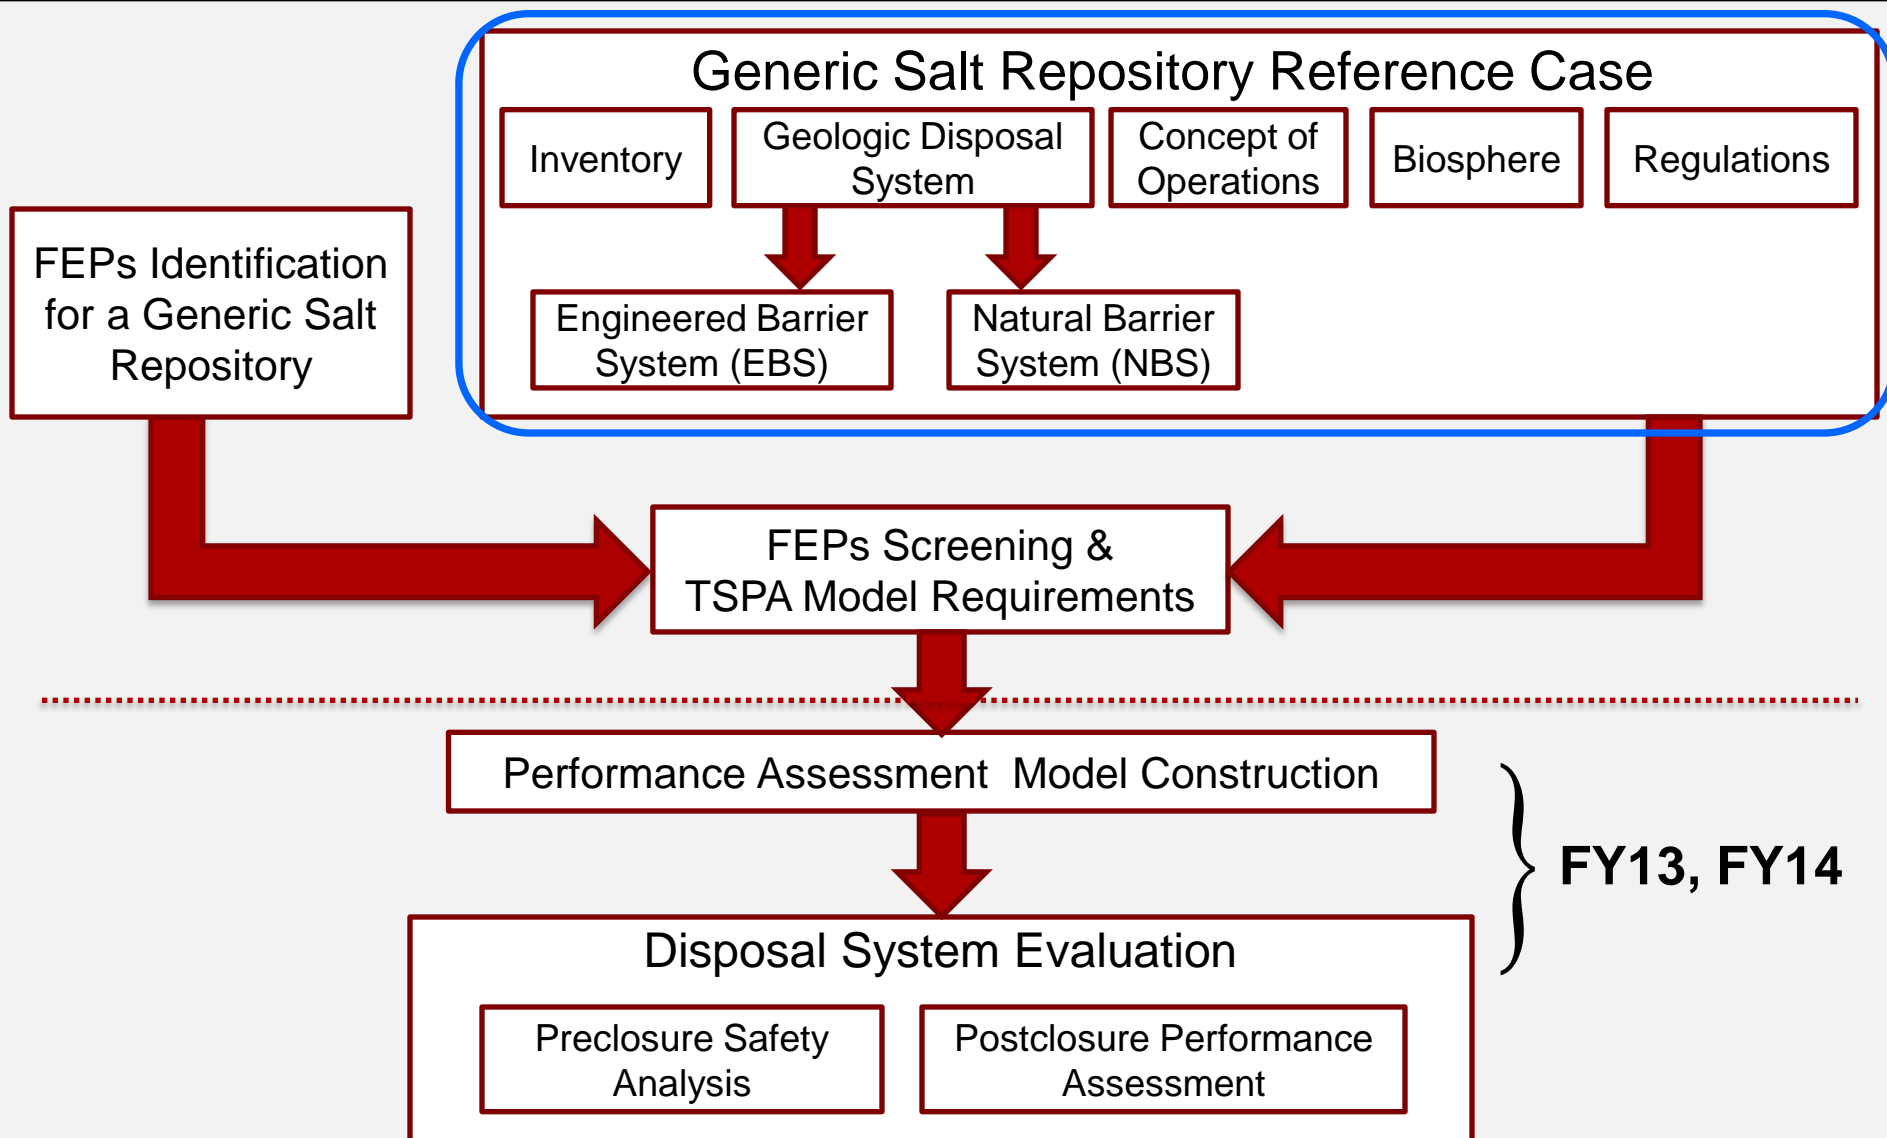 Generic Salt Repository Reference Case
Inventory
Geologic Disposal
System
Concept of
Operations
Biosphere
Regulations
FEPs Identification
for a Generic Salt
Repository
Engineered Barrier
System (EBS)
Natural Barrier
System (NBS)
FEPs Screening &
TSPA Model Requirements
Performance Assessment Model Construction
FY13, FY14
Disposal System Evaluation
Preclosure Safety
Analysis
Postclosure Performance
Assessment